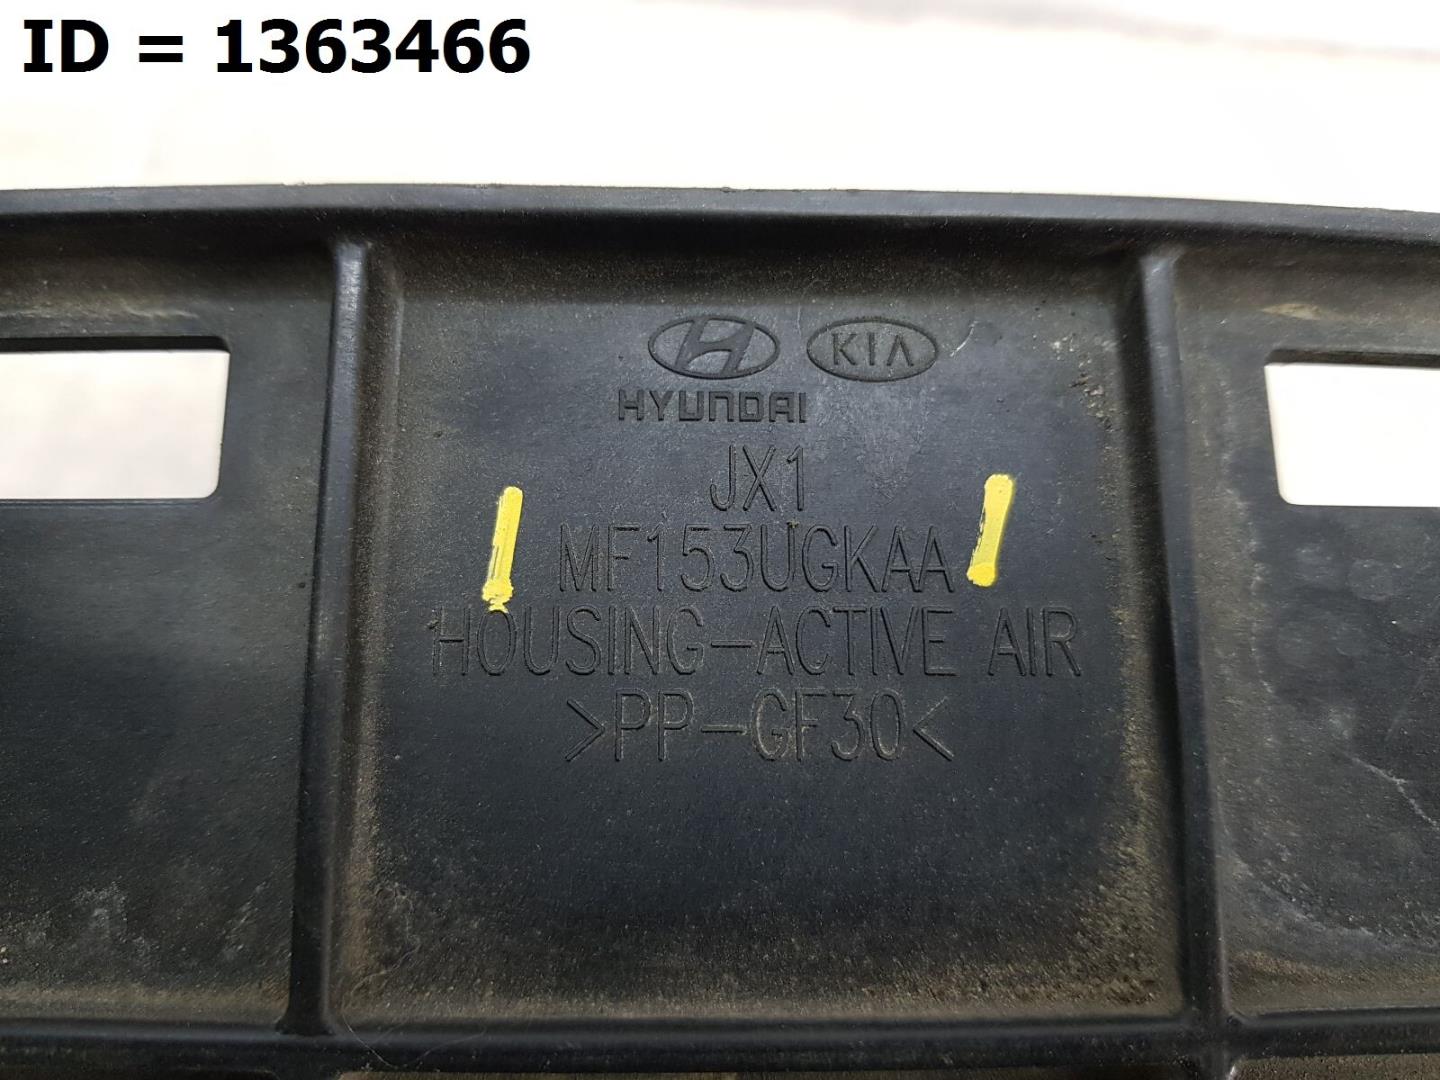 ID = 1363466
KIA
HYUNDAI
JX1
MF153UGKAA
HOUSING-ACTIVE AIR
>PP-GF30<